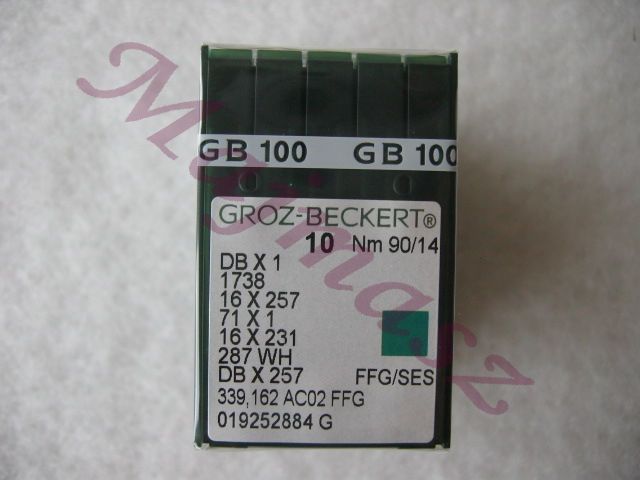 GB 100 GB 100
GROZ-BECKERT®
10 Nm 90/14
DB X 1
1738
16 X 257
71 X 1
16 X 231
287 WH
DB X 257 FFG/SES
339,162 AC02 FFG
019252884 G
Majmasz